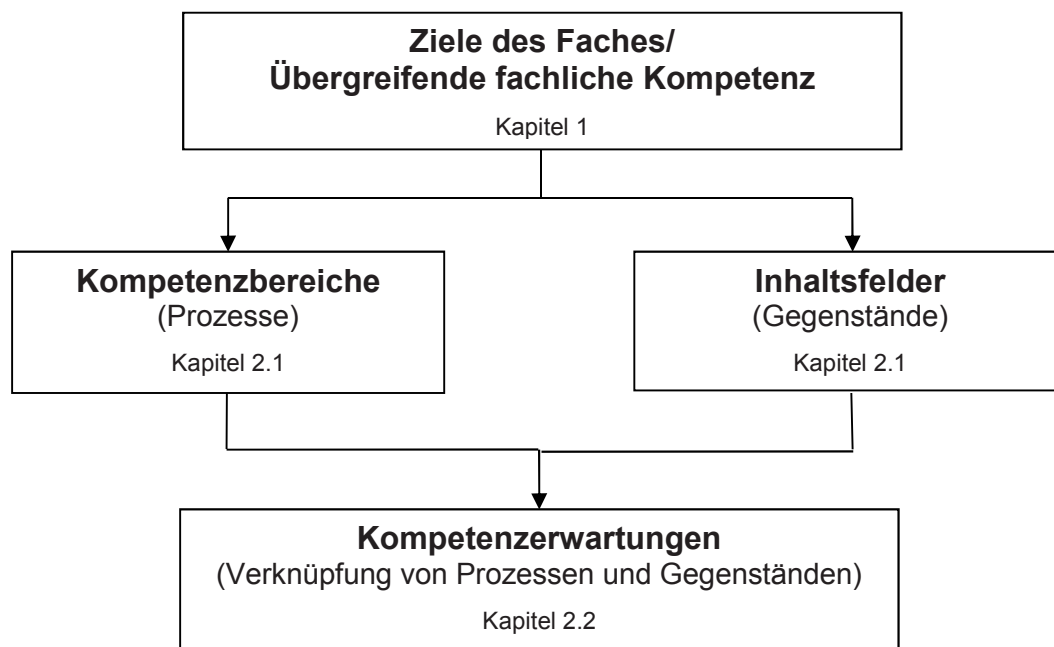 Ziele des Faches/
Übergreifende fachliche Kompetenz
Kapitel 1
Kompetenzbereiche
(Prozesse)
Kapitel 2.1
Inhaltsfelder
(Gegenstände)
Kapitel 2.1
Kompetenzerwartungen
(Verknüpfung von Prozessen und Gegenständen)
Kapitel 2.2